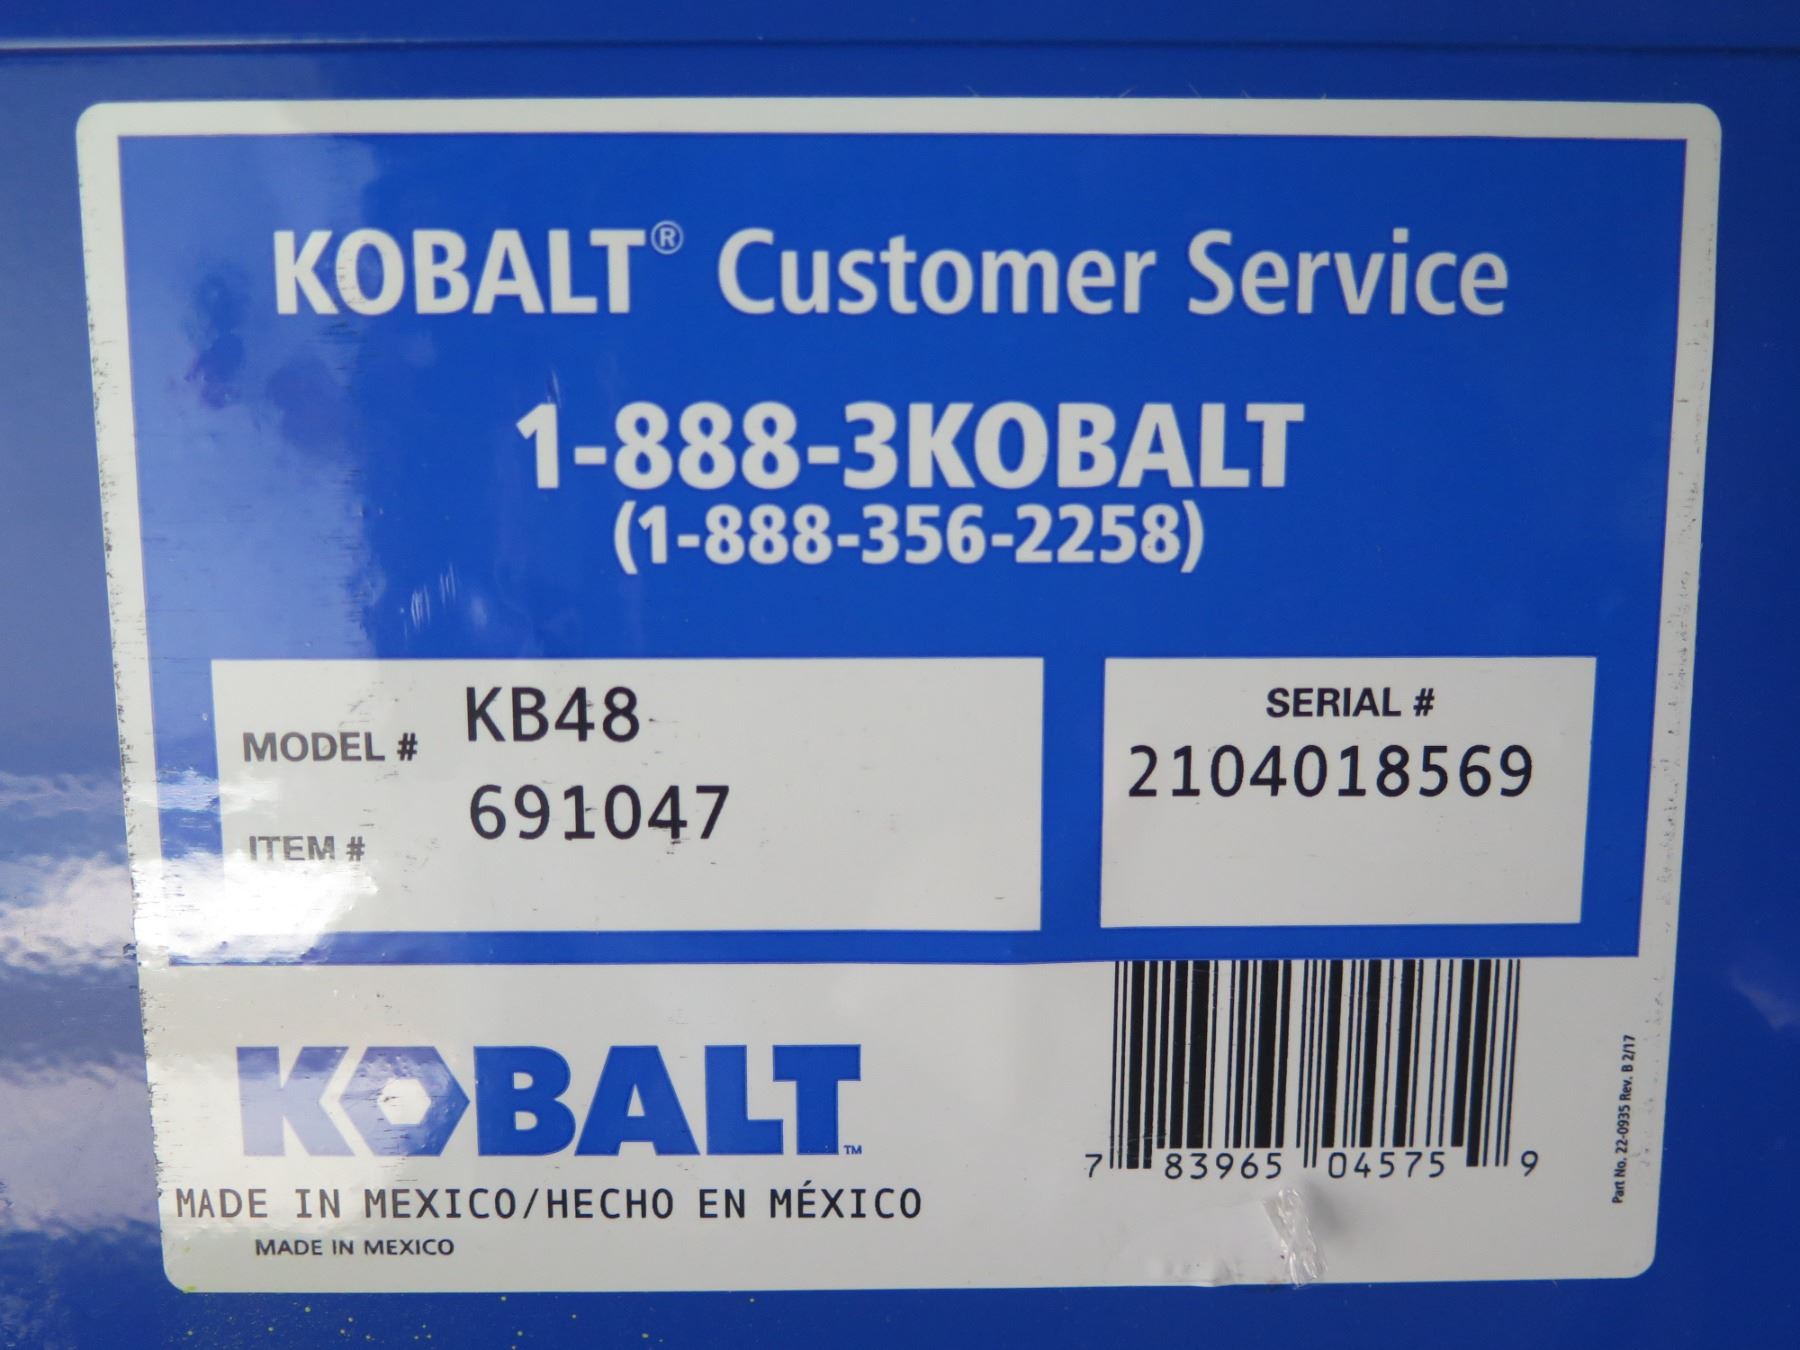 KOBALT® Customer Service
1-888-3KOBALT
(1-888-356-2258)
MODEL # KB48
ITEM # 691047
SERIAL #
2104018569
KOBALT™
MADE IN MEXICO/HECHO EN MÉXICO
MADE IN MEXICO
7 83965 04575 9
Part No. 22-0935 Rev. B 2/17